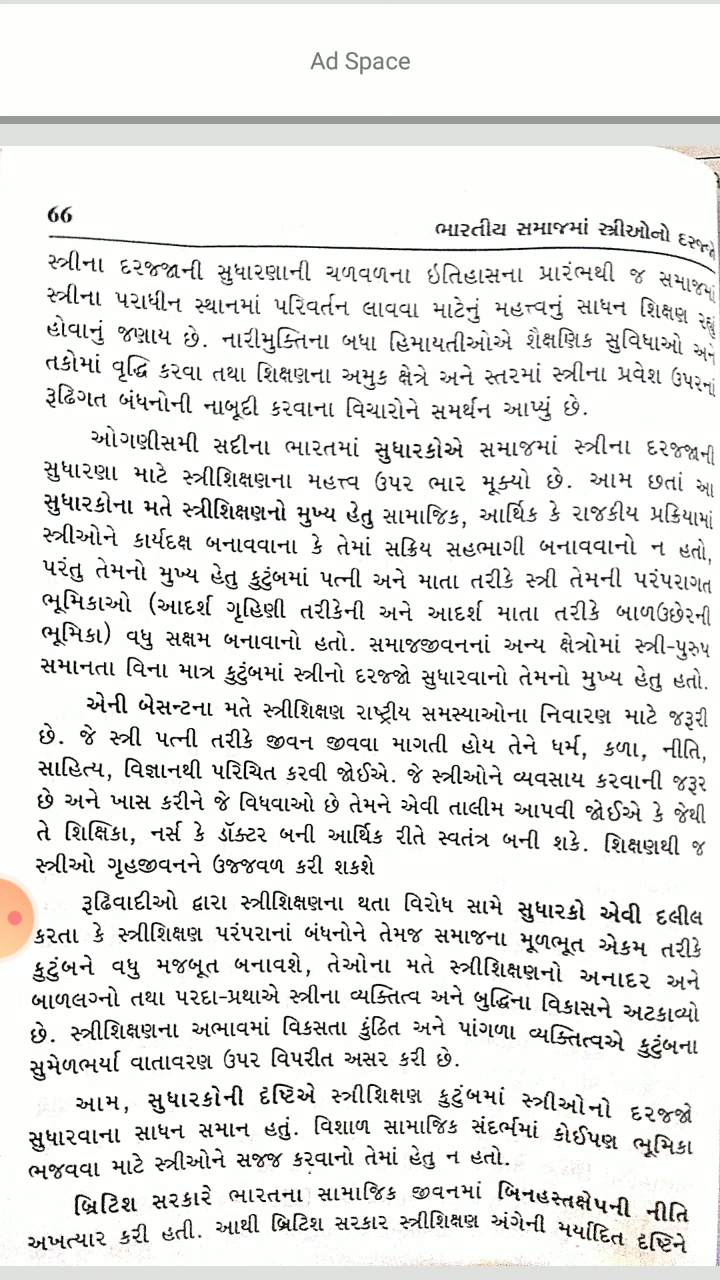 Ad Space
66
ભારતીય સમાજમાં સ્ત્રીઓનો દરજ્જો
સ્ત્રીના દરજ્જાની સુધારણાની ચળવળના ઇતિહાસના પ્રારંભથી જ સમાજમાં
સ્ત્રીના પરાધીન સ્થાનમાં પરિવર્તન લાવવા માટેનું મહત્ત્વનું સાધન શિક્ષણ રહ્યું
હોવાનું જણાય છે. નારીમુક્તિના બધા હિમાયતીઓએ શૈક્ષણિક સુવિધાઓ અને
તકોમાં વૃદ્ધિ કરવા તથા શિક્ષણના અમુક ક્ષેત્રે અને સ્તરમાં સ્ત્રીના પ્રવેશ ઉપરનાં
રૂઢિગત બંધનોની નાબૂદી કરવાના વિચારોને સમર્થન આપ્યું છે.
ઓગણીસમી સદીના ભારતમાં સુધારકોએ સમાજમાં સ્ત્રીના દરજ્જાની
સુધારણા માટે સ્ત્રીશિક્ષણના મહત્ત્વ ઉપર ભાર મૂક્યો છે. આમ છતાં આ
સુધારકોના મતે સ્ત્રીશિક્ષણનો મુખ્ય હેતુ સામાજિક, આર્થિક કે રાજકીય પ્રક્રિયામાં
સ્ત્રીઓને કાર્યદક્ષ બનાવવાના કે તેમાં સક્રિય સહભાગી બનાવવાનો ન હતો,
પરંતુ તેમનો મુખ્ય હેતુ કુટુંબમાં પત્ની અને માતા તરીકે સ્ત્રી તેમની પરંપરાગત
ભૂમિકાઓ (આદર્શ ગૃહિણી તરીકેની અને આદર્શ માતા તરીકે બાળઉછેરની
ભૂમિકા) વધુ સક્ષમ બનાવાનો હતો. સમાજજીવનનાં અન્ય ક્ષેત્રોમાં સ્ત્રી-પુરુષ
સમાનતા વિના માત્ર કુટુંબમાં સ્ત્રીનો દરજ્જો સુધારવાનો તેમનો મુખ્ય હેતુ હતો.
એની બેસન્ટના મતે સ્ત્રીશિક્ષણ રાષ્ટ્રીય સમસ્યાઓના નિવારણ માટે જરૂરી
છે. જે સ્ત્રી પત્ની તરીકે જીવન જીવવા માગતી હોય તેને ધર્મ, કળા, નીતિ,
સાહિત્ય, વિજ્ઞાનથી પરિચિત કરવી જોઈએ. જે સ્ત્રીઓને વ્યવસાય કરવાની જરૂર
છે અને ખાસ કરીને જે વિધવાઓ છે તેમને એવી તાલીમ આપવી જોઈએ કે જેથી
તે શિક્ષિકા, નર્સ કે ડૉક્ટર બની આર્થિક રીતે સ્વતંત્ર બની શકે. શિક્ષણથી જ
સ્ત્રીઓ ગૃહજીવનને ઉજ્જવળ કરી શકશે
રૂઢિવાદીઓ દ્વારા સ્ત્રીશિક્ષણના થતા વિરોધ સામે સુધારકો એવી દલીલ
કરતા કે સ્ત્રીશિક્ષણ પરંપરાનાં બંધનોને તેમજ સમાજના મૂળભૂત એકમ તરીકે
કુટુંબને વધુ મજબૂત બનાવશે, તેઓના મતે સ્ત્રીશિક્ષણનો અનાદર અને
બાળલગ્નો તથા પરદા-પ્રથાએ સ્ત્રીના વ્યક્તિત્વ અને બુદ્ધિના વિકાસને અટકાવ્યો
છે. સ્ત્રીશિક્ષણના અભાવમાં વિકસતા કુંઠિત અને પાંગળા વ્યક્તિત્વએ કુટુંબના
સુમેળભર્યા વાતાવરણ ઉપર વિપરીત અસર કરી છે.
આમ, સુધારકોની દૃષ્ટિએ સ્ત્રીશિક્ષણ કુટુંબમાં સ્ત્રીઓનો દરજ્જો
સુધારવાના સાધન સમાન હતું. વિશાળ સામાજિક સંદર્ભમાં કોઈપણ ભૂમિકા
ભજવવા માટે સ્ત્રીઓને સજ્જ કરવાનો તેમાં હેતુ ન હતો.
બ્રિટિશ સરકારે ભારતના સામાજિક જીવનમાં બિનહસ્તક્ષેપની નીતિ
અખત્યાર કરી હતી. આથી બ્રિટિશ સરકાર સ્ત્રીશિક્ષણ અંગેની મર્યાદિત દૃષ્ટિને